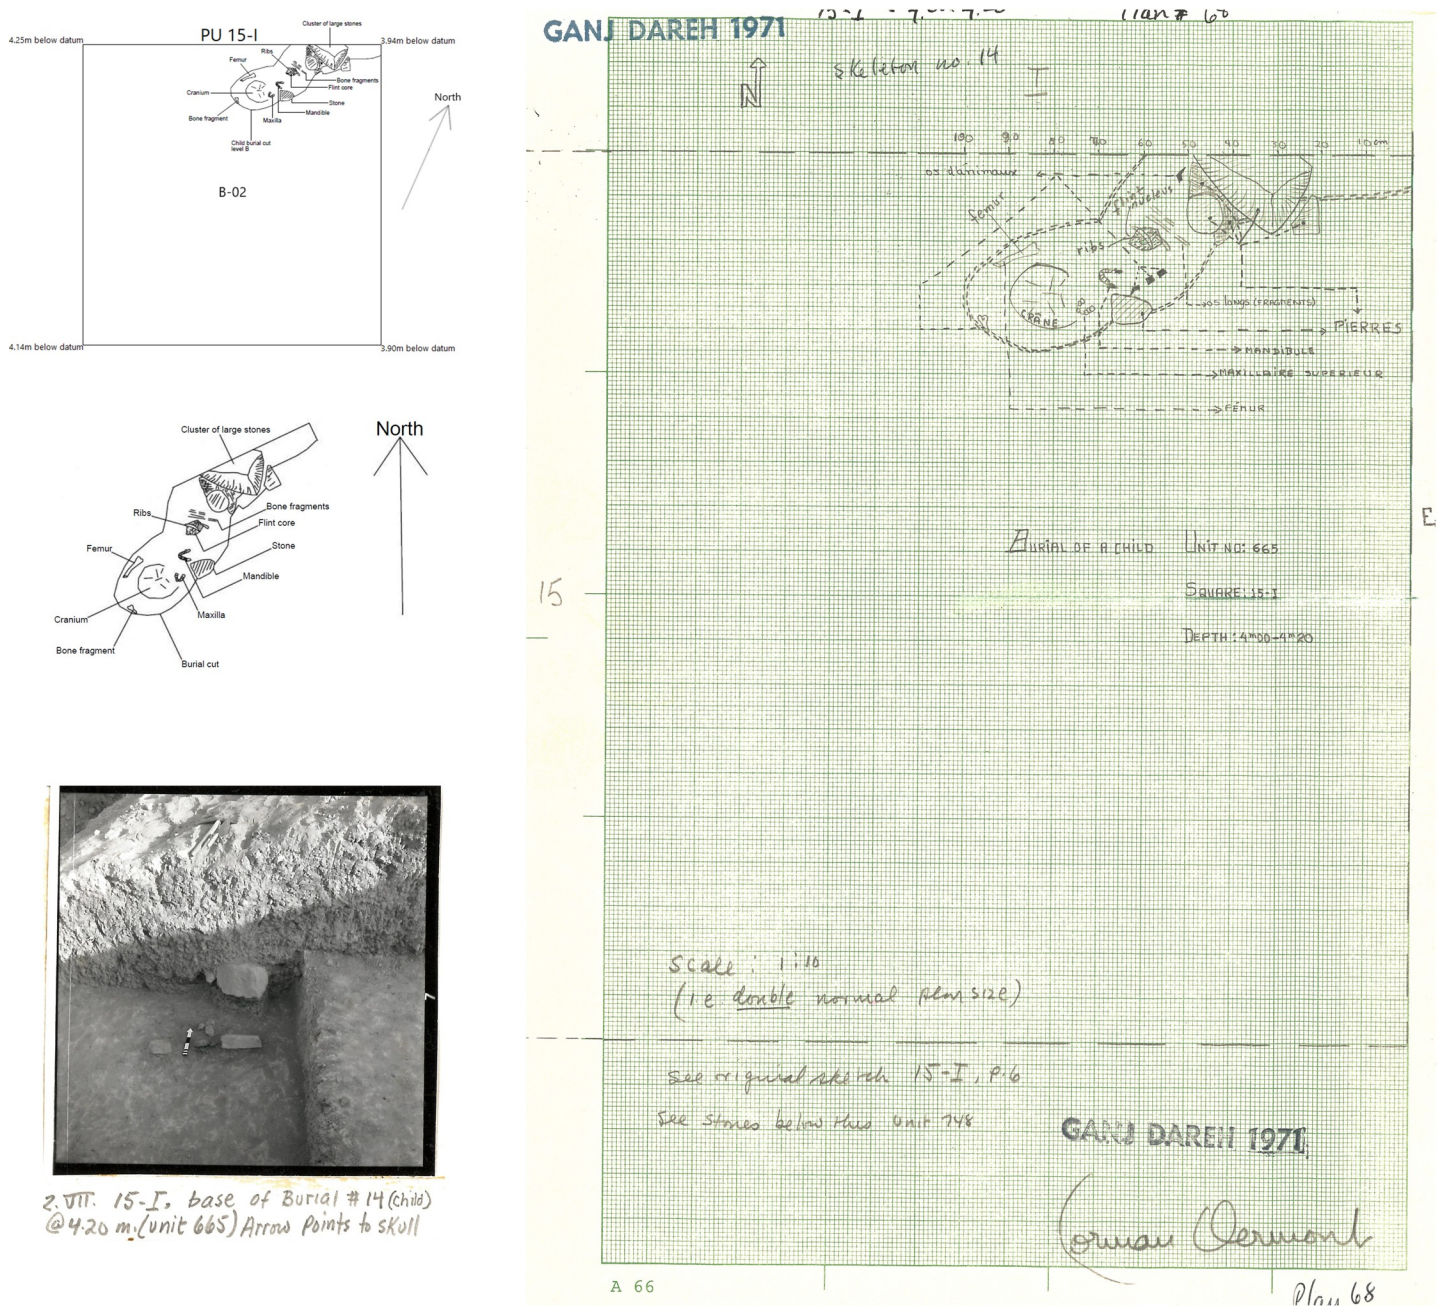 PU 15-I
4.25m below datum
3.94m below datum
Cluster of large stones
Ribs
Femur
Bone fragments
Flint core
Cranium
Stone
Mandible
Bone fragment
Maxilla
Child burial cut
level B
North
B-02
4.14m below datum
3.90m below datum
Cluster of large stones
North
Ribs
Bone fragments
Flint core
Femur
Stone
Mandible
Cranium
Maxilla
Bone fragment
Burial cut
7
2.VII. 15-I, base of Burial #14 (child)
@ 4.20 m. (unit 665) Arrow Points to skull
GANJ DAREH 1971
Plan # 68
N
skeleton no. 14
I
100 90 80 70 60 50 40 30 20 10cm
os d'animaux
femur
flint nucleus
ribs
CRÂNE
os longs (FRAGMENTS)
PIERRES
MANDIBULE
MAXILLAIRE SUPERIEUR
FÉMUR
E
BURIAL OF A CHILD UNIT NO: 665
15
SQUARE: 15-I
DEPTH: 4m00-4m20
Scale: 1:10
(i.e double normal plan size)
see original sketch 15-I, p.6
See stones below this unit 748
GANJ DAREH 1971
Norman Clermont
A 66
Plan 68